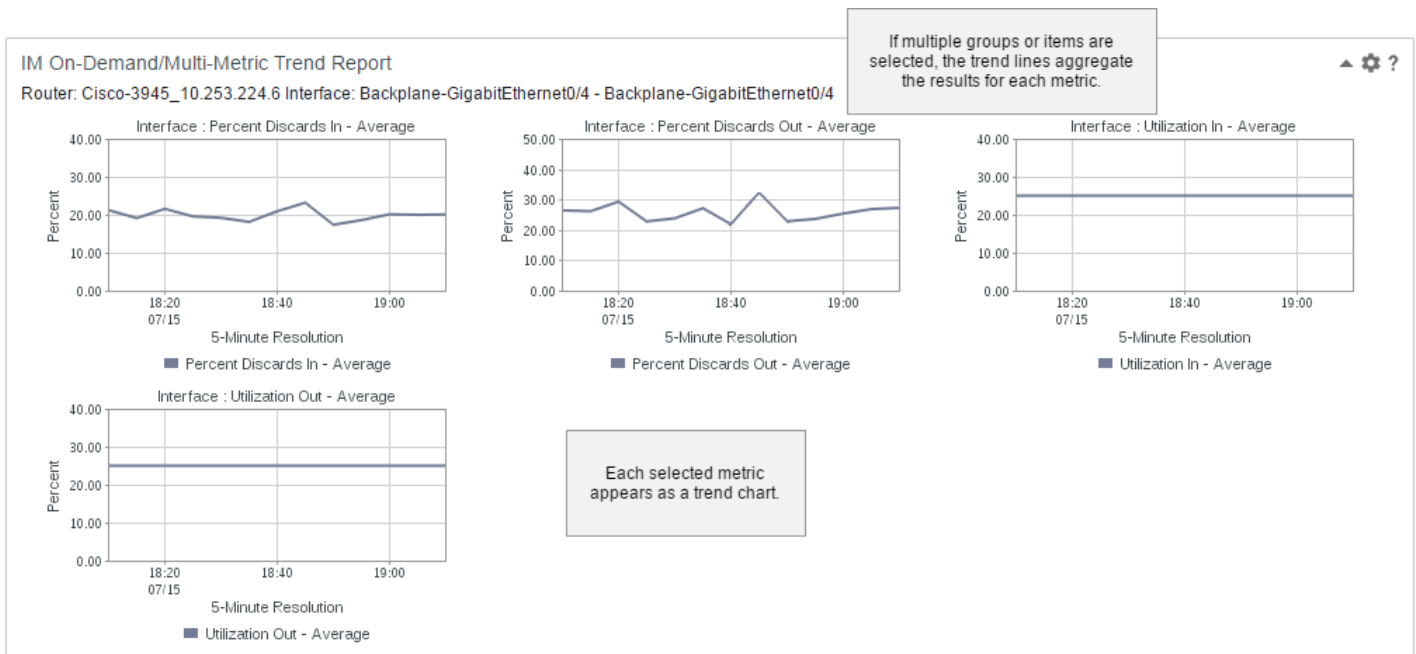 If multiple groups or items are
selected, the trend lines aggregate
the results for each metric.
IM On-Demand/Multi-Metric Trend Report
?
Router: Cisco-3945_10.253.224.6 Interface: Backplane-GigabitEthernet0/4 - Backplane-GigabitEthernet0/4
Interface : Percent Discards In - Average
40.00
30.00
20.00
10.00
0.00
Percent
18:20
07/15
18:40
19:00
5-Minute Resolution
Percent Discards In - Average
Interface : Percent Discards Out - Average
50.00
40.00
30.00
20.00
10.00
0.00
Percent
18:20
07/15
18:40
19:00
5-Minute Resolution
Percent Discards Out - Average
Interface : Utilization In - Average
40.00
30.00
20.00
10.00
0.00
Percent
18:20
07/15
18:40
19:00
5-Minute Resolution
Utilization In - Average
Interface : Utilization Out - Average
40.00
30.00
20.00
10.00
0.00
Percent
18:20
07/15
18:40
19:00
5-Minute Resolution
Utilization Out - Average
Each selected metric
appears as a trend chart.